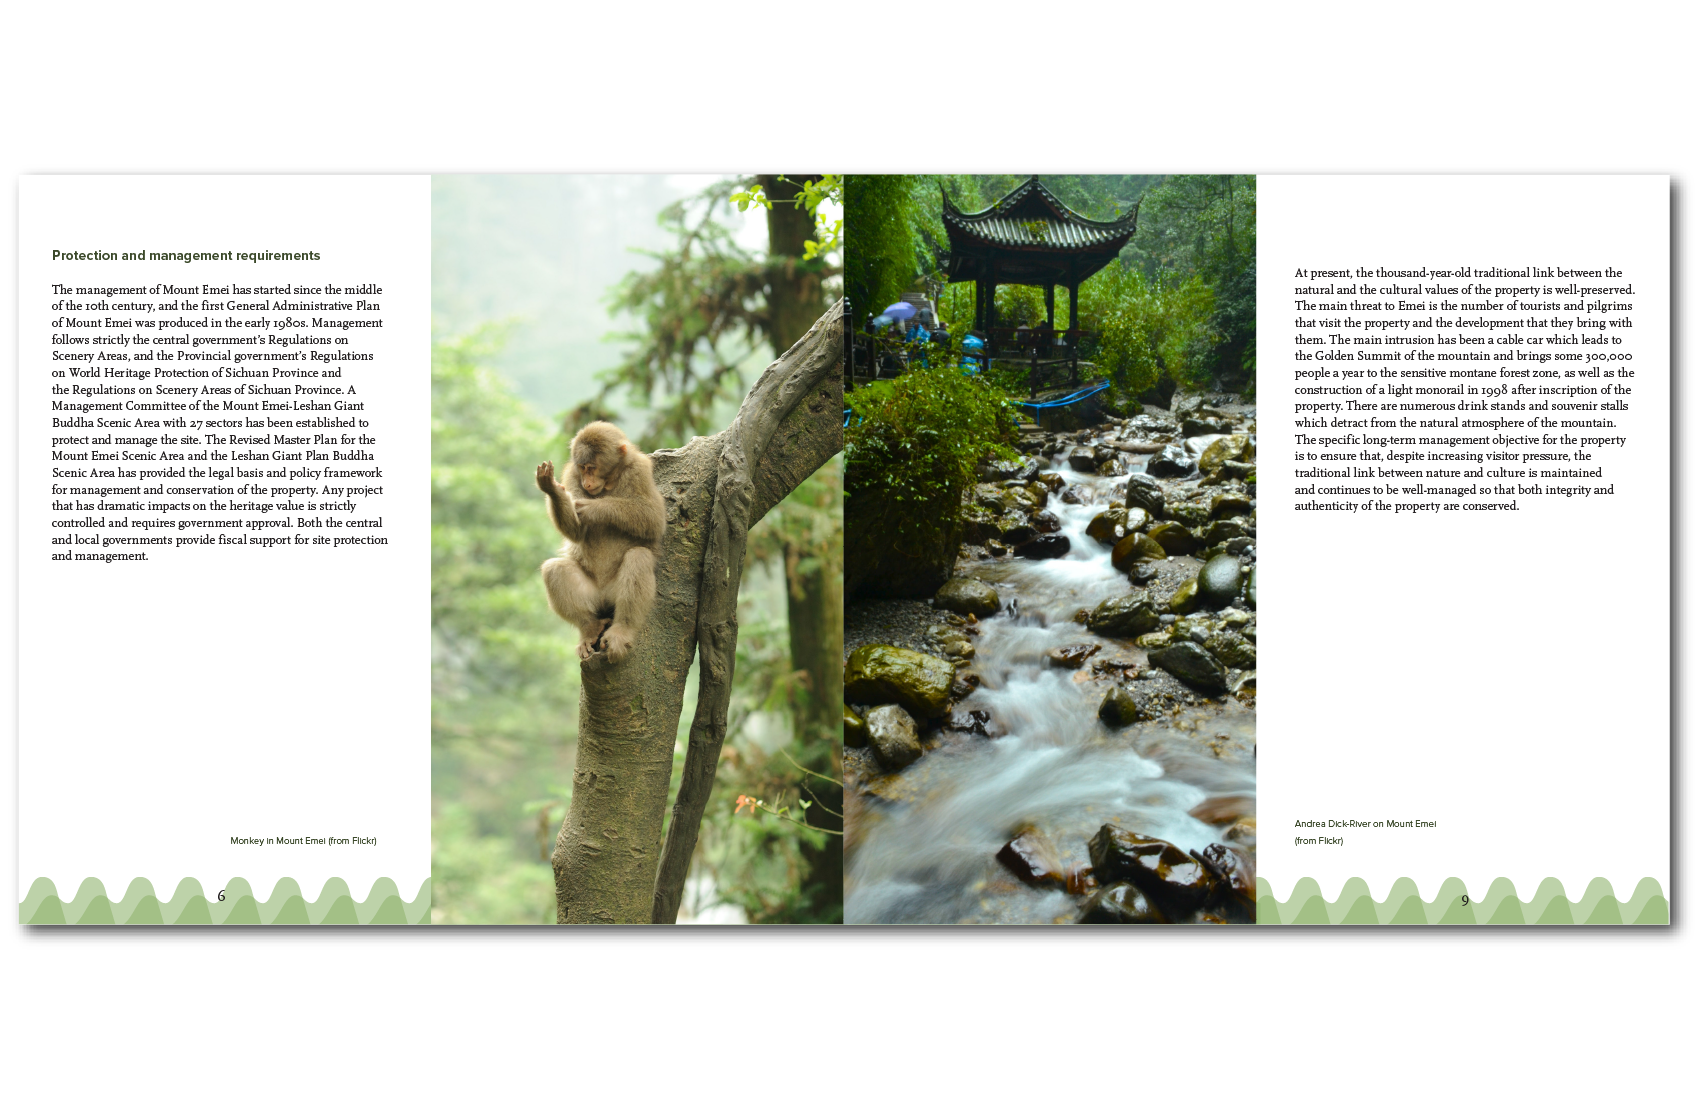 Protection and management requirements
The management of Mount Emei has started since the middle
of the 10th century, and the first General Administrative Plan
of Mount Emei was produced in the early 1980s. Management
follows strictly the central government's Regulations on
Scenery Areas, and the Provincial government's Regulations
on World Heritage Protection of Sichuan Province and
the Regulations on Scenery Areas of Sichuan Province. A
Management Committee of the Mount Emei-Leshan Giant
Buddha Scenic Area with 27 sectors has been established to
protect and manage the site. The Revised Master Plan for the
Mount Emei Scenic Area and the Leshan Giant Plan Buddha
Scenic Area has provided the legal basis and policy framework
for management and conservation of the property. Any project
that has dramatic impacts on the heritage value is strictly
controlled and requires government approval. Both the central
and local governments provide fiscal support for site protection
and management.
Monkey in Mount Emei (from Flickr)
6
At present, the thousand-year-old traditional link between the
natural and the cultural values of the property is well-preserved.
The main threat to Emei is the number of tourists and pilgrims
that visit the property and the development that they bring with
them. The main intrusion has been a cable car which leads to
the Golden Summit of the mountain and brings some 300,000
people a year to the sensitive montane forest zone, as well as the
construction of a light monorail in 1998 after inscription of the
property. There are numerous drink stands and souvenir stalls
which detract from the natural atmosphere of the mountain.
The specific long-term management objective for the property
is to ensure that, despite increasing visitor pressure, the
traditional link between nature and culture is maintained
and continues to be well-managed so that both integrity and
authenticity of the property are conserved.
Andrea Dick-River on Mount Emei
(from Flickr)
9